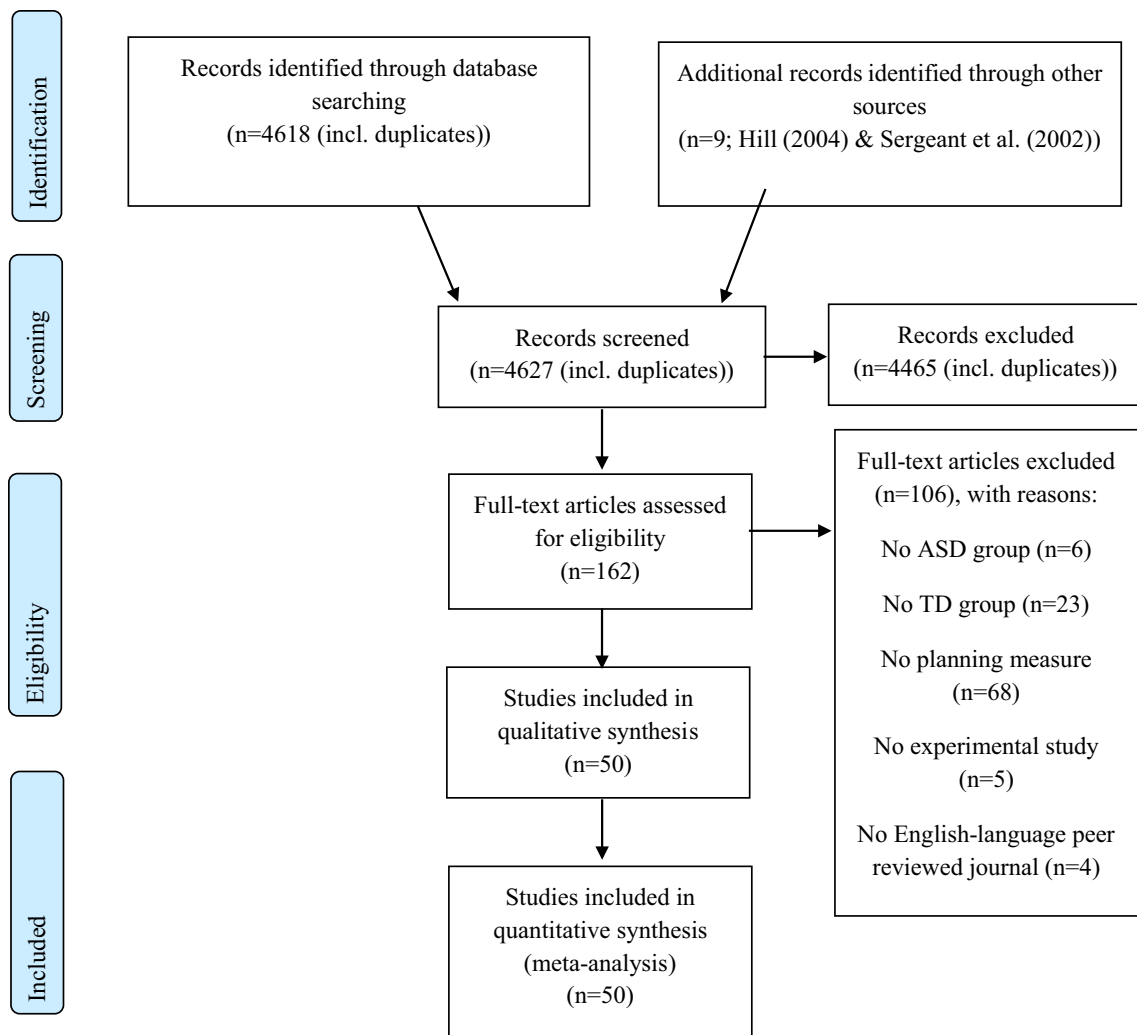 Identification
Records identified through database
searching
(n=4618 (incl. duplicates))
Additional records identified through other
sources
(n=9; Hill (2004) & Sergeant et al. (2002))
Screening
Records screened
(n=4627 (incl. duplicates))
Records excluded
(n=4465 (incl. duplicates))
Eligibility
Full-text articles assessed
for eligibility
(n=162)
Full-text articles excluded
(n=106), with reasons:
No ASD group (n=6)
No TD group (n=23)
No planning measure
(n=68)
No experimental study
(n=5)
No English-language peer
reviewed journal (n=4)
Studies included in
qualitative synthesis
(n=50)
Included
Studies included in
quantitative synthesis
(meta-analysis)
(n=50)